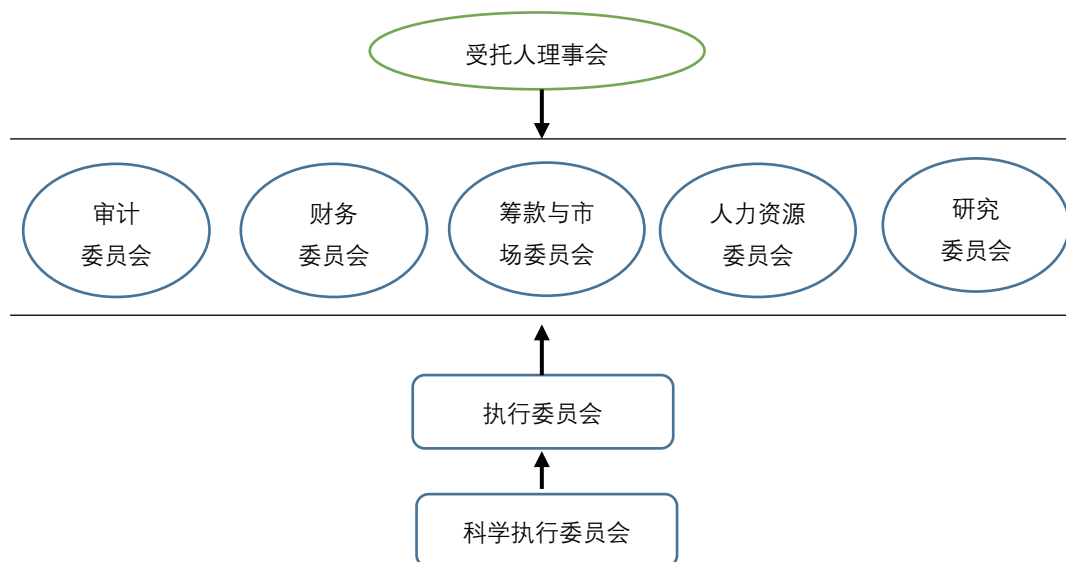 受托人理事会
审计
委员会
财务
委员会
筹款与市
场委员会
人力资源
委员会
研究
委员会
执行委员会
科学执行委员会